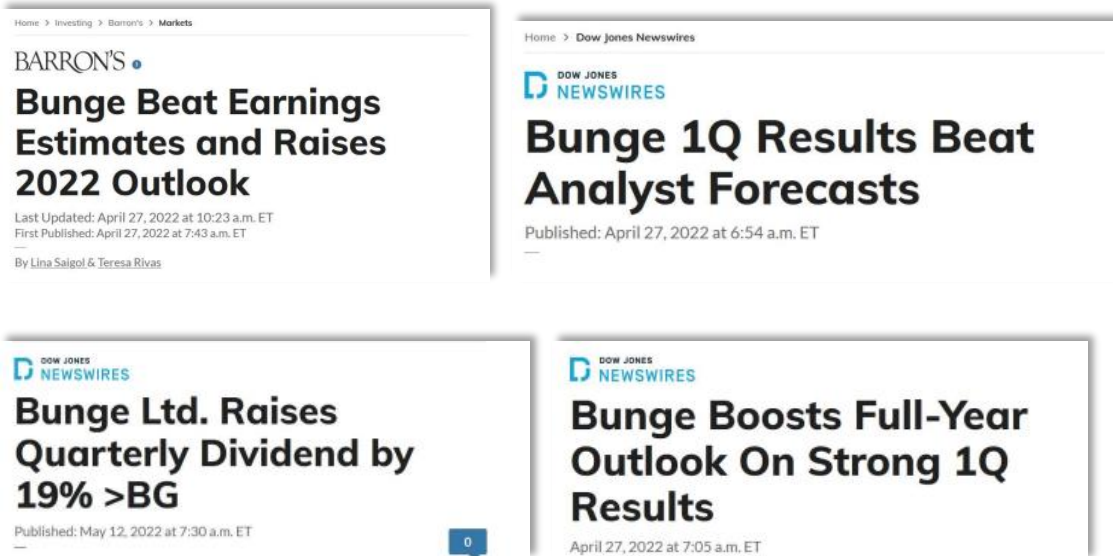 Home > Investing > Barron's > Markets
BARRON'S
Bunge Beat Earnings
Estimates and Raises
2022 Outlook
Last Updated: April 27, 2022 at 10:23 a.m. ET
First Published: April 27, 2022 at 7:43 a.m. ET
By Lina Saigol & Teresa Rivas
Home > Dow Jones Newswires
DOW JONES
NEWSWIRES
Bunge 1Q Results Beat
Analyst Forecasts
Published: April 27, 2022 at 6:54 a.m. ET
DOW JONES
NEWSWIRES
Bunge Ltd. Raises
Quarterly Dividend by
19% >BG
Published: May 12, 2022 at 7:30 a.m. ET
0
DOW JONES
NEWSWIRES
Bunge Boosts Full-Year
Outlook On Strong 1Q
Results
April 27, 2022 at 7:05 a.m. ET